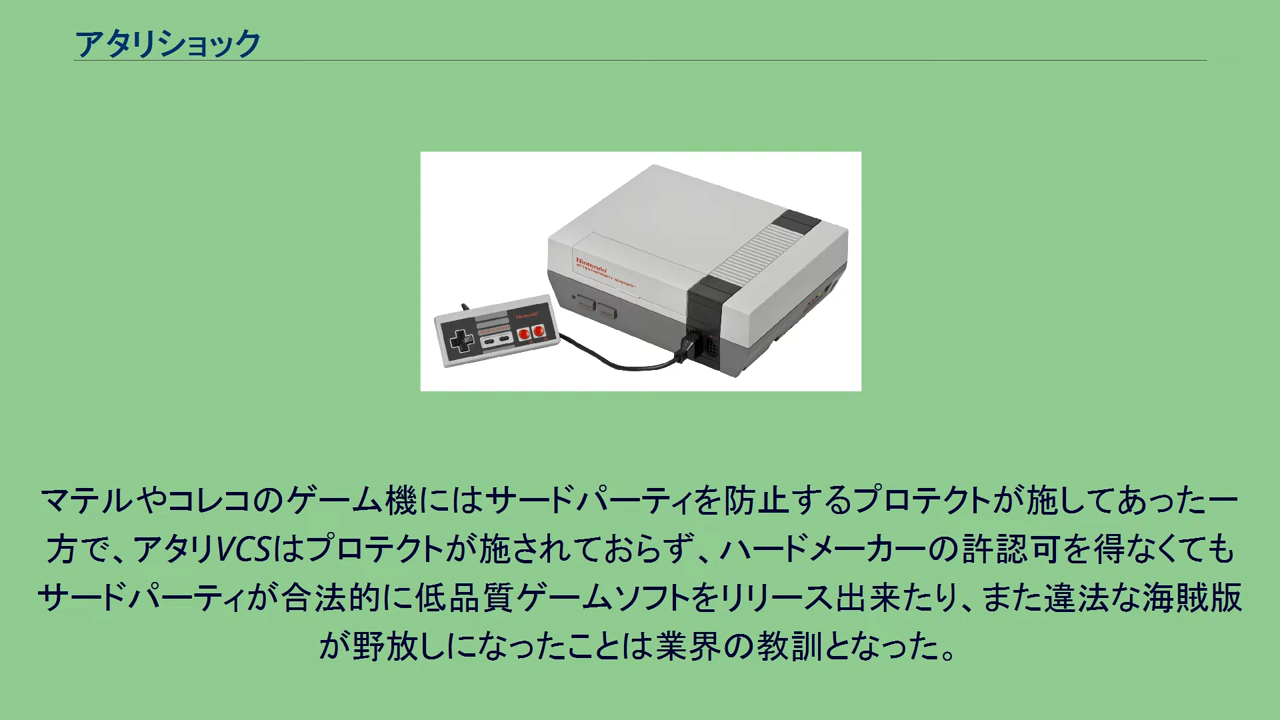 アタリショック
Nintendo
ENTERTAINMENT SYSTEM
Nintendo
マテルやコレコのゲーム機にはサードパーティを防止するプロテクトが施してあった一
方で、アタリVCSはプロテクトが施されておらず、ハードメーカーの許認可を得なくても
サードパーティが合法的に低品質ゲームソフトをリリース出来たり、また違法な海賊版
が野放しになったことは業界の教訓となった。